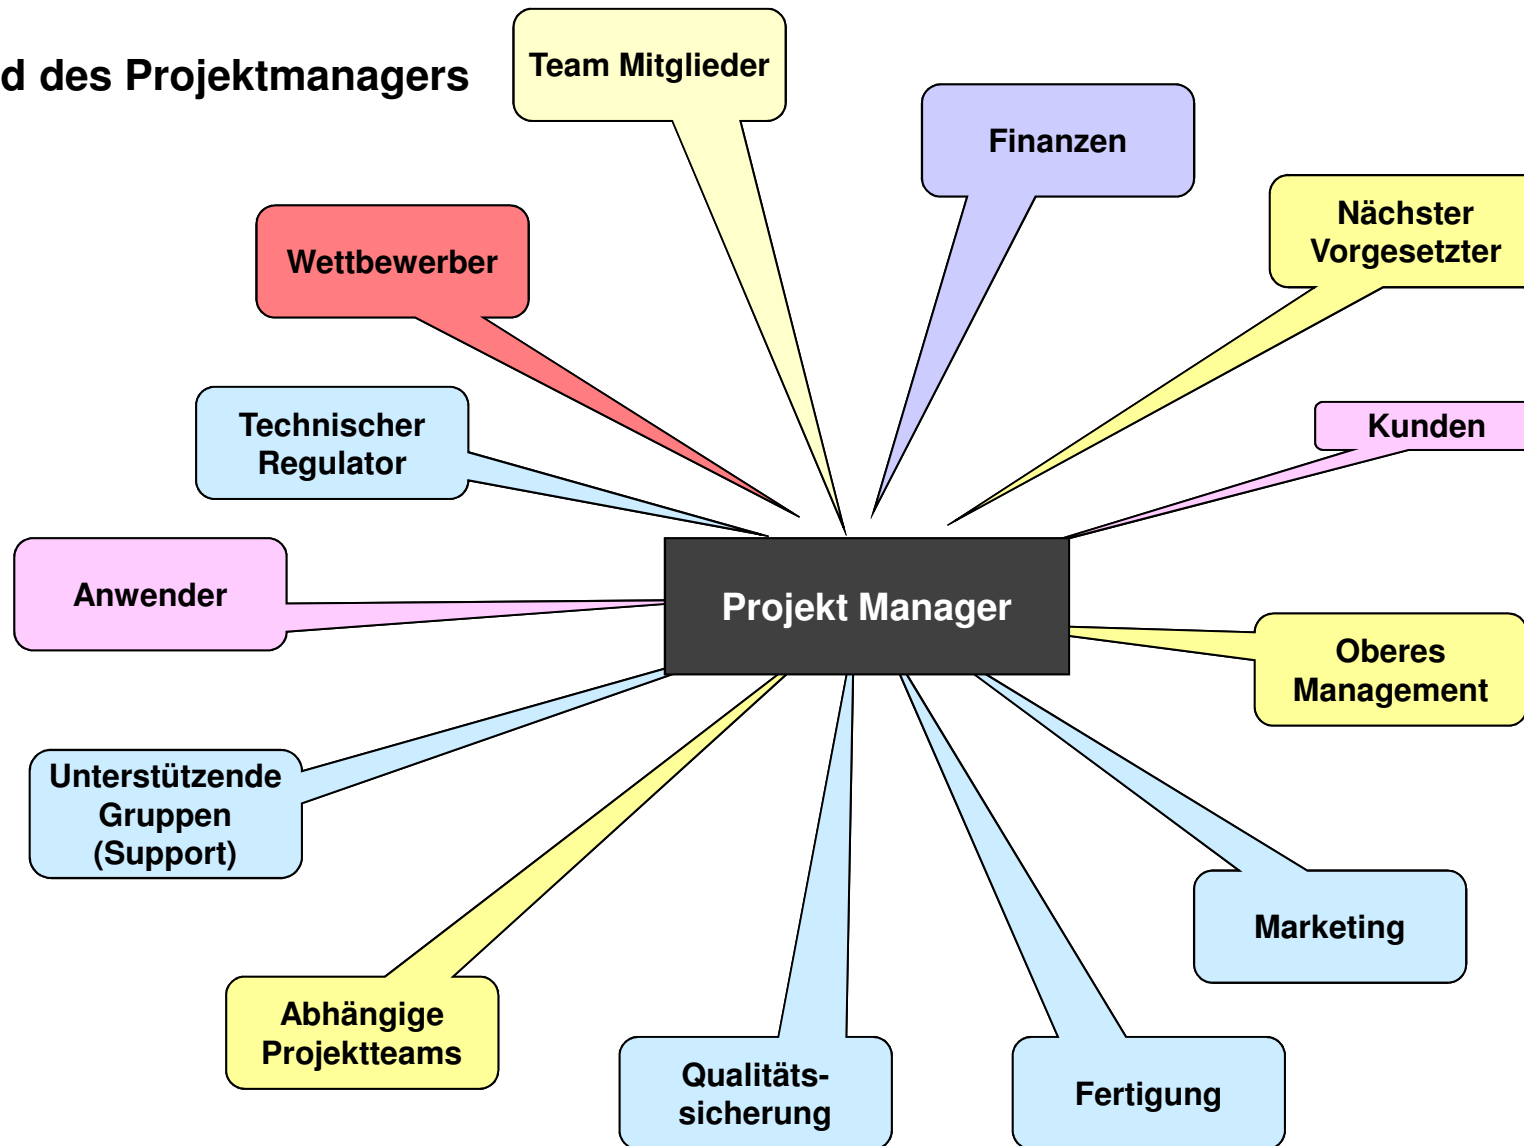 d des Projektmanagers
Team Mitglieder
Finanzen
Nächster
Vorgesetzter
Wettbewerber
Technischer
Regulator
Kunden
Anwender
Projekt Manager
Oberes
Management
Unterstützende
Gruppen
(Support)
Marketing
Abhängige
Projektteams
Qualitäts-
sicherung
Fertigung